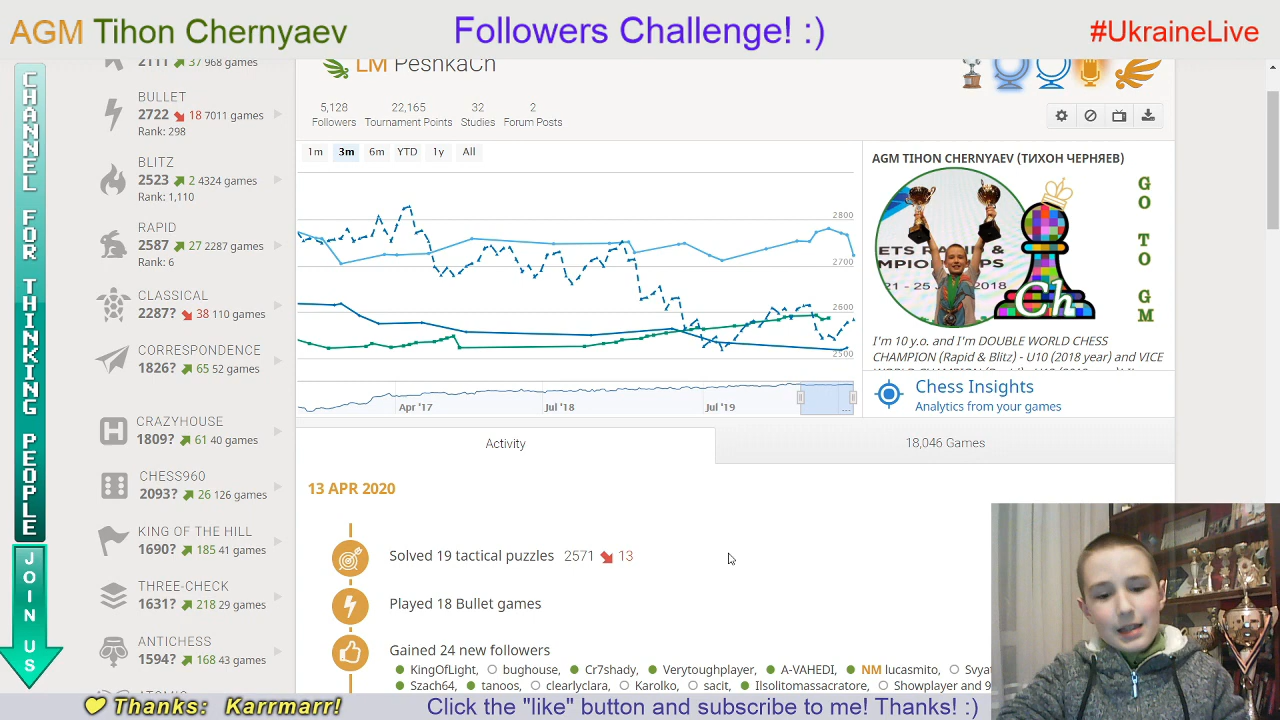 AGM Tihon Chernyaev
Followers Challenge! :)
#UkraineLive
CHANNEL FOR THINKING PEOPLE
JOIN US
2111 37 968 games
BULLET
2722 18 7011 games
Rank: 298
BLITZ
2523 2 4324 games
Rank: 1,110
RAPID
2587 27 2287 games
Rank: 6
CLASSICAL
2287? 38 110 games
CORRESPONDENCE
1826? 65 52 games
CRAZYHOUSE
1809? 61 40 games
CHESS960
2093? 26 126 games
KING OF THE HILL
1690? 185 41 games
THREE-CHECK
1631? 218 29 games
ANTICHESS
1594? 168 43 games
LM PeshkaCh
5,128 22,165 32 2
Followers Tournament Points Studies Forum Posts
1m 3m 6m YTD 1y All
2800
2700
2600
2500
Apr '17 Jul '18 Jul '19 ...
AGM TIHON CHERNYAEV (ТИХОН ЧЕРНЯЕВ)
ETS RAPID &
MPIONSHIPS
21 - 25 2018
Ch
GO TO GM
I'm 10 y.o. and I'm DOUBLE WORLD CHESS
CHAMPION (Rapid & Blitz) - U10 (2018 year) and VICE
Chess Insights
Analytics from your games
Activity
18,046 Games
13 APR 2020
Solved 19 tactical puzzles 2571 13
Played 18 Bullet games
Gained 24 new followers
KingOfLight, bughouse, Cr7shady, Verytoughplayer, A-VAHEDI, NM lucasmito, Svya
Szach64, tanoos, clearlyclara, Karolko, sacit, Ilsolitomassacratore, Showplayer and 9
Thanks: Karrmarr!
Click the "like" button and subscribe to me! Thanks! :)